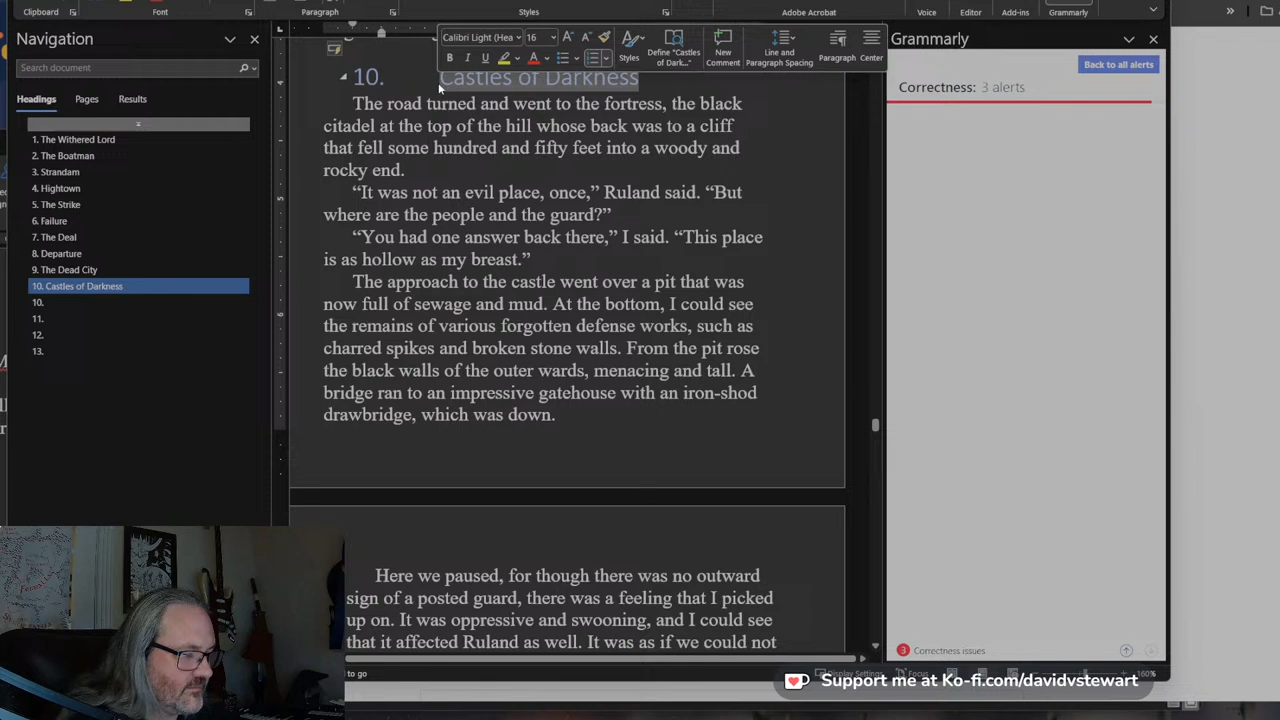 Clipboard
Font
Paragraph
Styles
Adobe Acrobat
Voice
Editor
Add-ins
Grammarly
Navigation
Search document
Headings
Pages
Results
1. The Withered Lord
2. The Boatman
3. Strandam
4. Hightown
5. The Strike
6. Failure
7. The Deal
8. Departure
9. The Dead City
10. Castles of Darkness
10.
11.
12.
13.
Calibri Light (Hea
16
Styles
Define "Castles
of Dark..."
New
Comment
Line and
Paragraph Spacing
Paragraph
Center
10. Castles of Darkness
The road turned and went to the fortress, the black
citadel at the top of the hill whose back was to a cliff
that fell some hundred and fifty feet into a woody and
rocky end.
“It was not an evil place, once,” Ruland said. “But
where are the people and the guard?”
“You had one answer back there,” I said. “This place
is as hollow as my breast.”
The approach to the castle went over a pit that was
now full of sewage and mud. At the bottom, I could see
the remains of various forgotten defense works, such as
charred spikes and broken stone walls. From the pit rose
the black walls of the outer wards, menacing and tall. A
bridge ran to an impressive gatehouse with an iron-shod
drawbridge, which was down.
Here we paused, for though there was no outward
sign of a posted guard, there was a feeling that I picked
up on. It was oppressive and swooning, and I could see
that it affected Ruland as well. It was as if we could not
Grammarly
Back to all alerts
Correctness: 3 alerts
3 Correctness issues
to go
Display Settings
Focus
160%
Support me at Ko-fi.com/davidvstewart